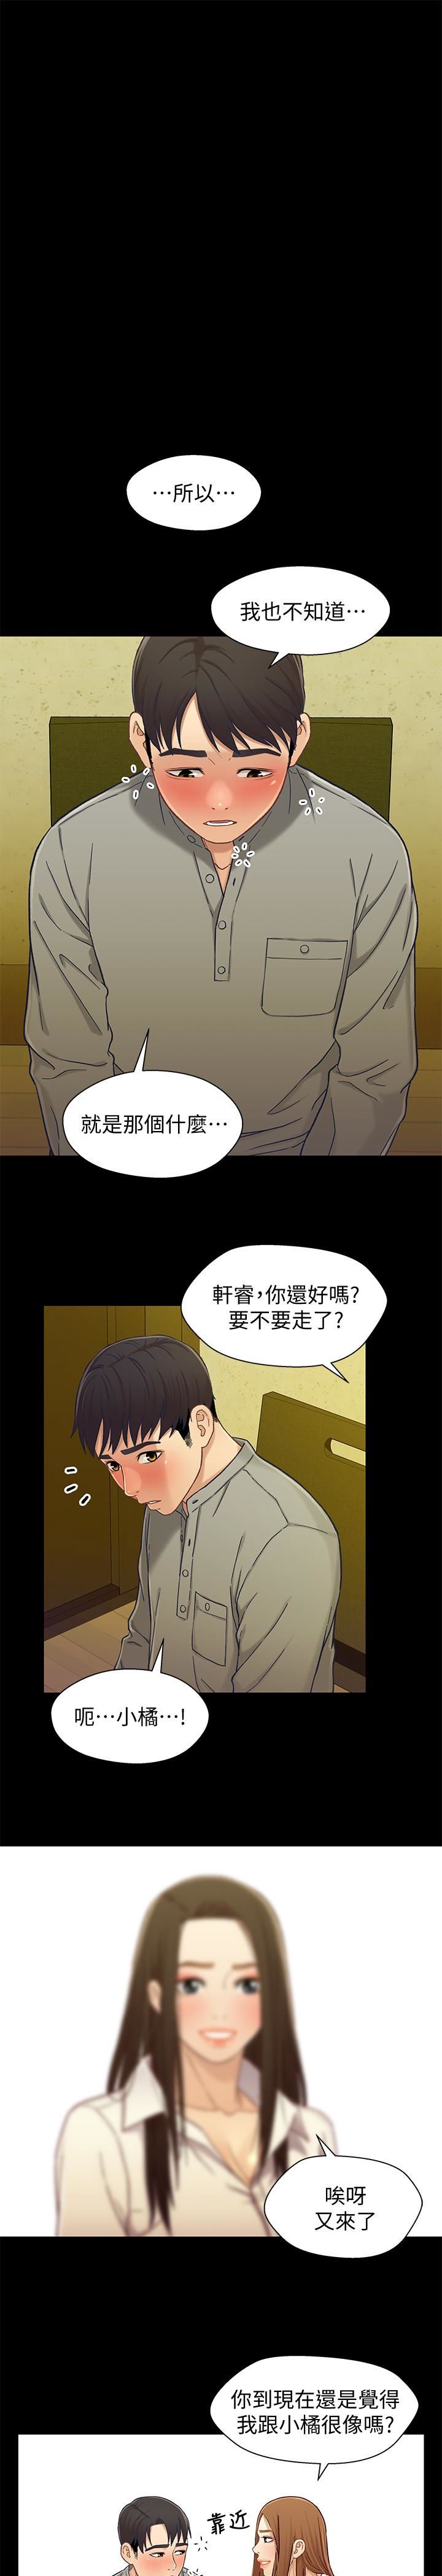 …所以…
我也不知道…
就是那個什麼…
軒睿,你還好嗎?
要不要走了?
呃…小橘…!
唉呀
又來了
你到現在還是覺得
我跟小橘很像嗎?
靠近